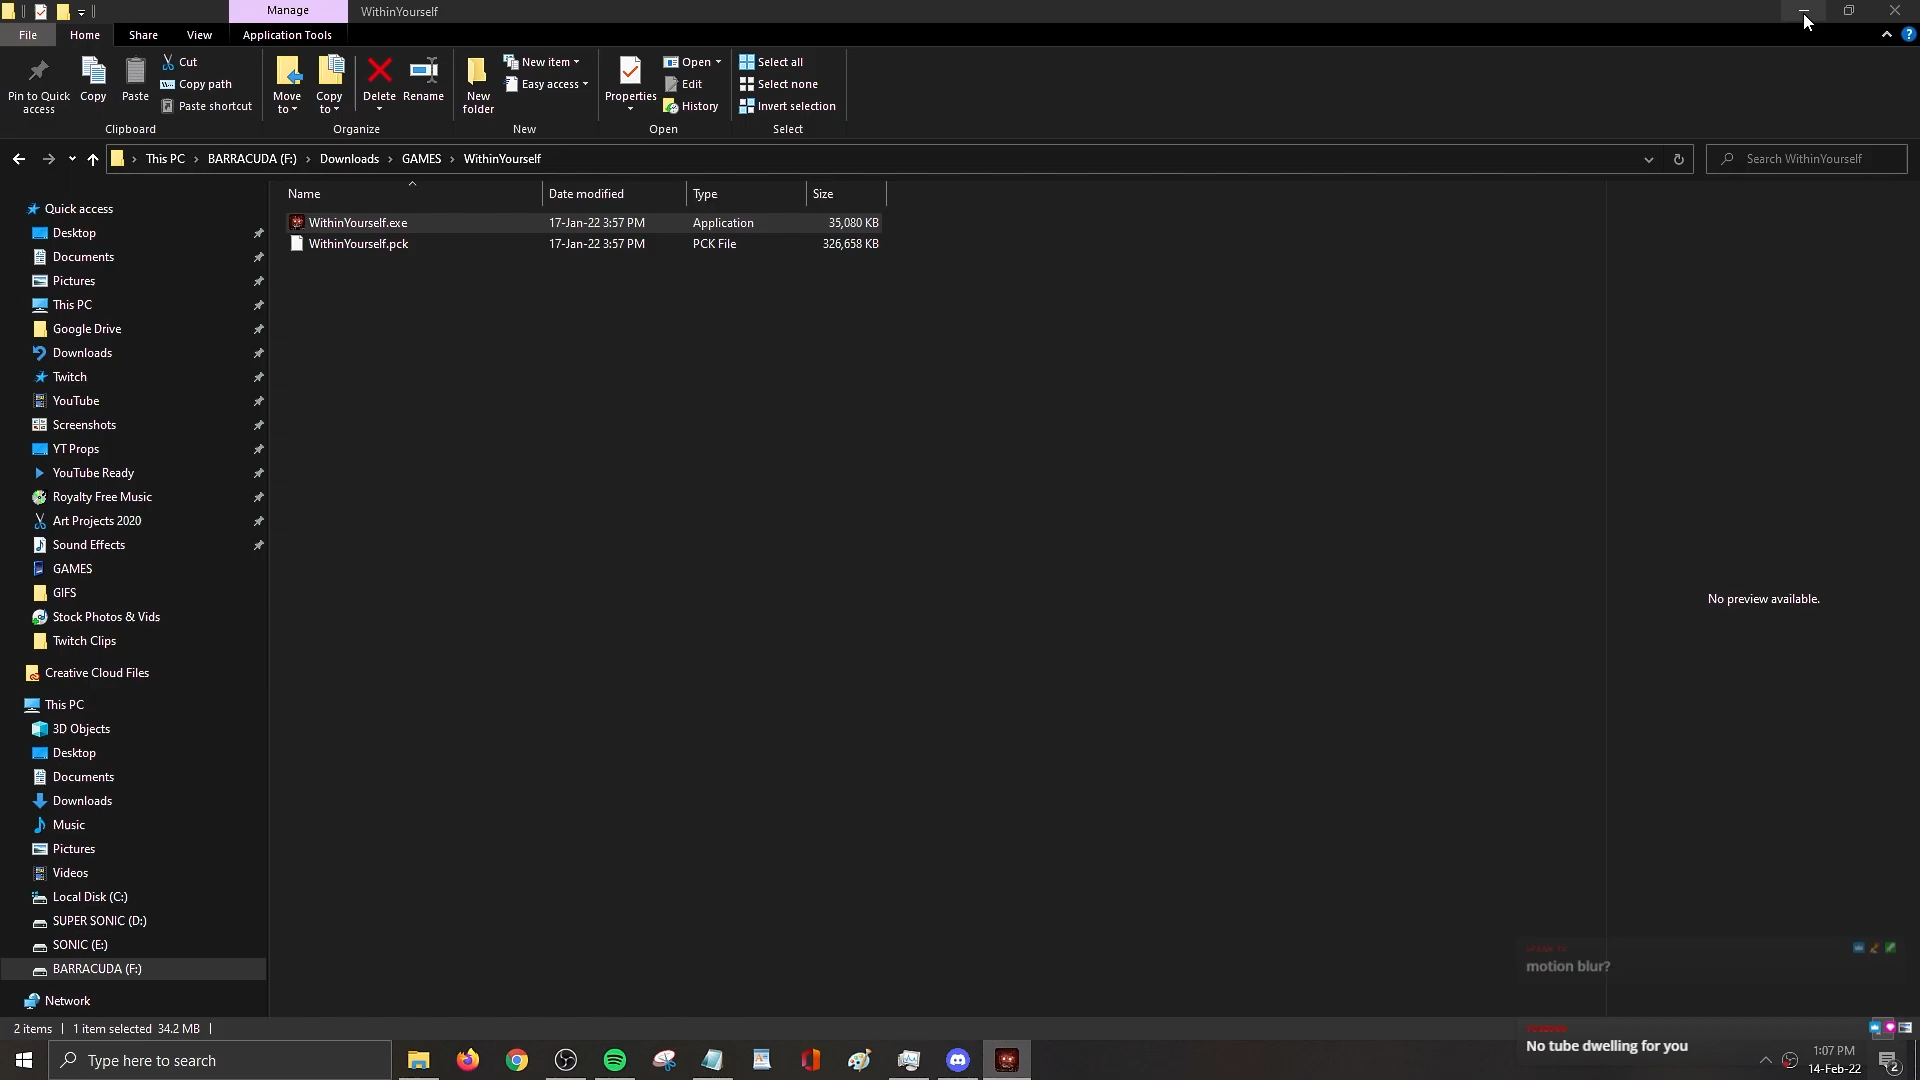 Manage
WithinYourself
File
Home
Share
View
Application Tools
Pin to Quick
access
Copy
Paste
Cut
Copy path
Paste shortcut
Clipboard
Move
to
Copy
to
Delete
Rename
Organize
New
folder
New item
Easy access
New
Properties
Open
Edit
History
Open
Select all
Select none
Invert selection
Select
This PC
BARRACUDA (F:)
Downloads
GAMES
WithinYourself
Search WithinYourself
Name
Date modified
Type
Size
WithinYourself.exe 17-Jan-22 3:57 PM Application 35,080 KB
WithinYourself.pck 17-Jan-22 3:57 PM PCK File 326,658 KB
Quick access
Desktop
Documents
Pictures
This PC
Google Drive
Downloads
Twitch
YouTube
Screenshots
YT Props
YouTube Ready
Royalty Free Music
Art Projects 2020
Sound Effects
GAMES
GIFS
Stock Photos & Vids
Twitch Clips
Creative Cloud Files
This PC
3D Objects
Desktop
Documents
Downloads
Music
Pictures
Videos
Local Disk (C:)
SUPER SONIC (D:)
SONIC (E:)
BARRACUDA (F:)
Network
No preview available.
motion blur?
No tube dwelling for you
2 items
1 item selected 34.2 MB
Type here to search
1:07 PM
14-Feb-22
2